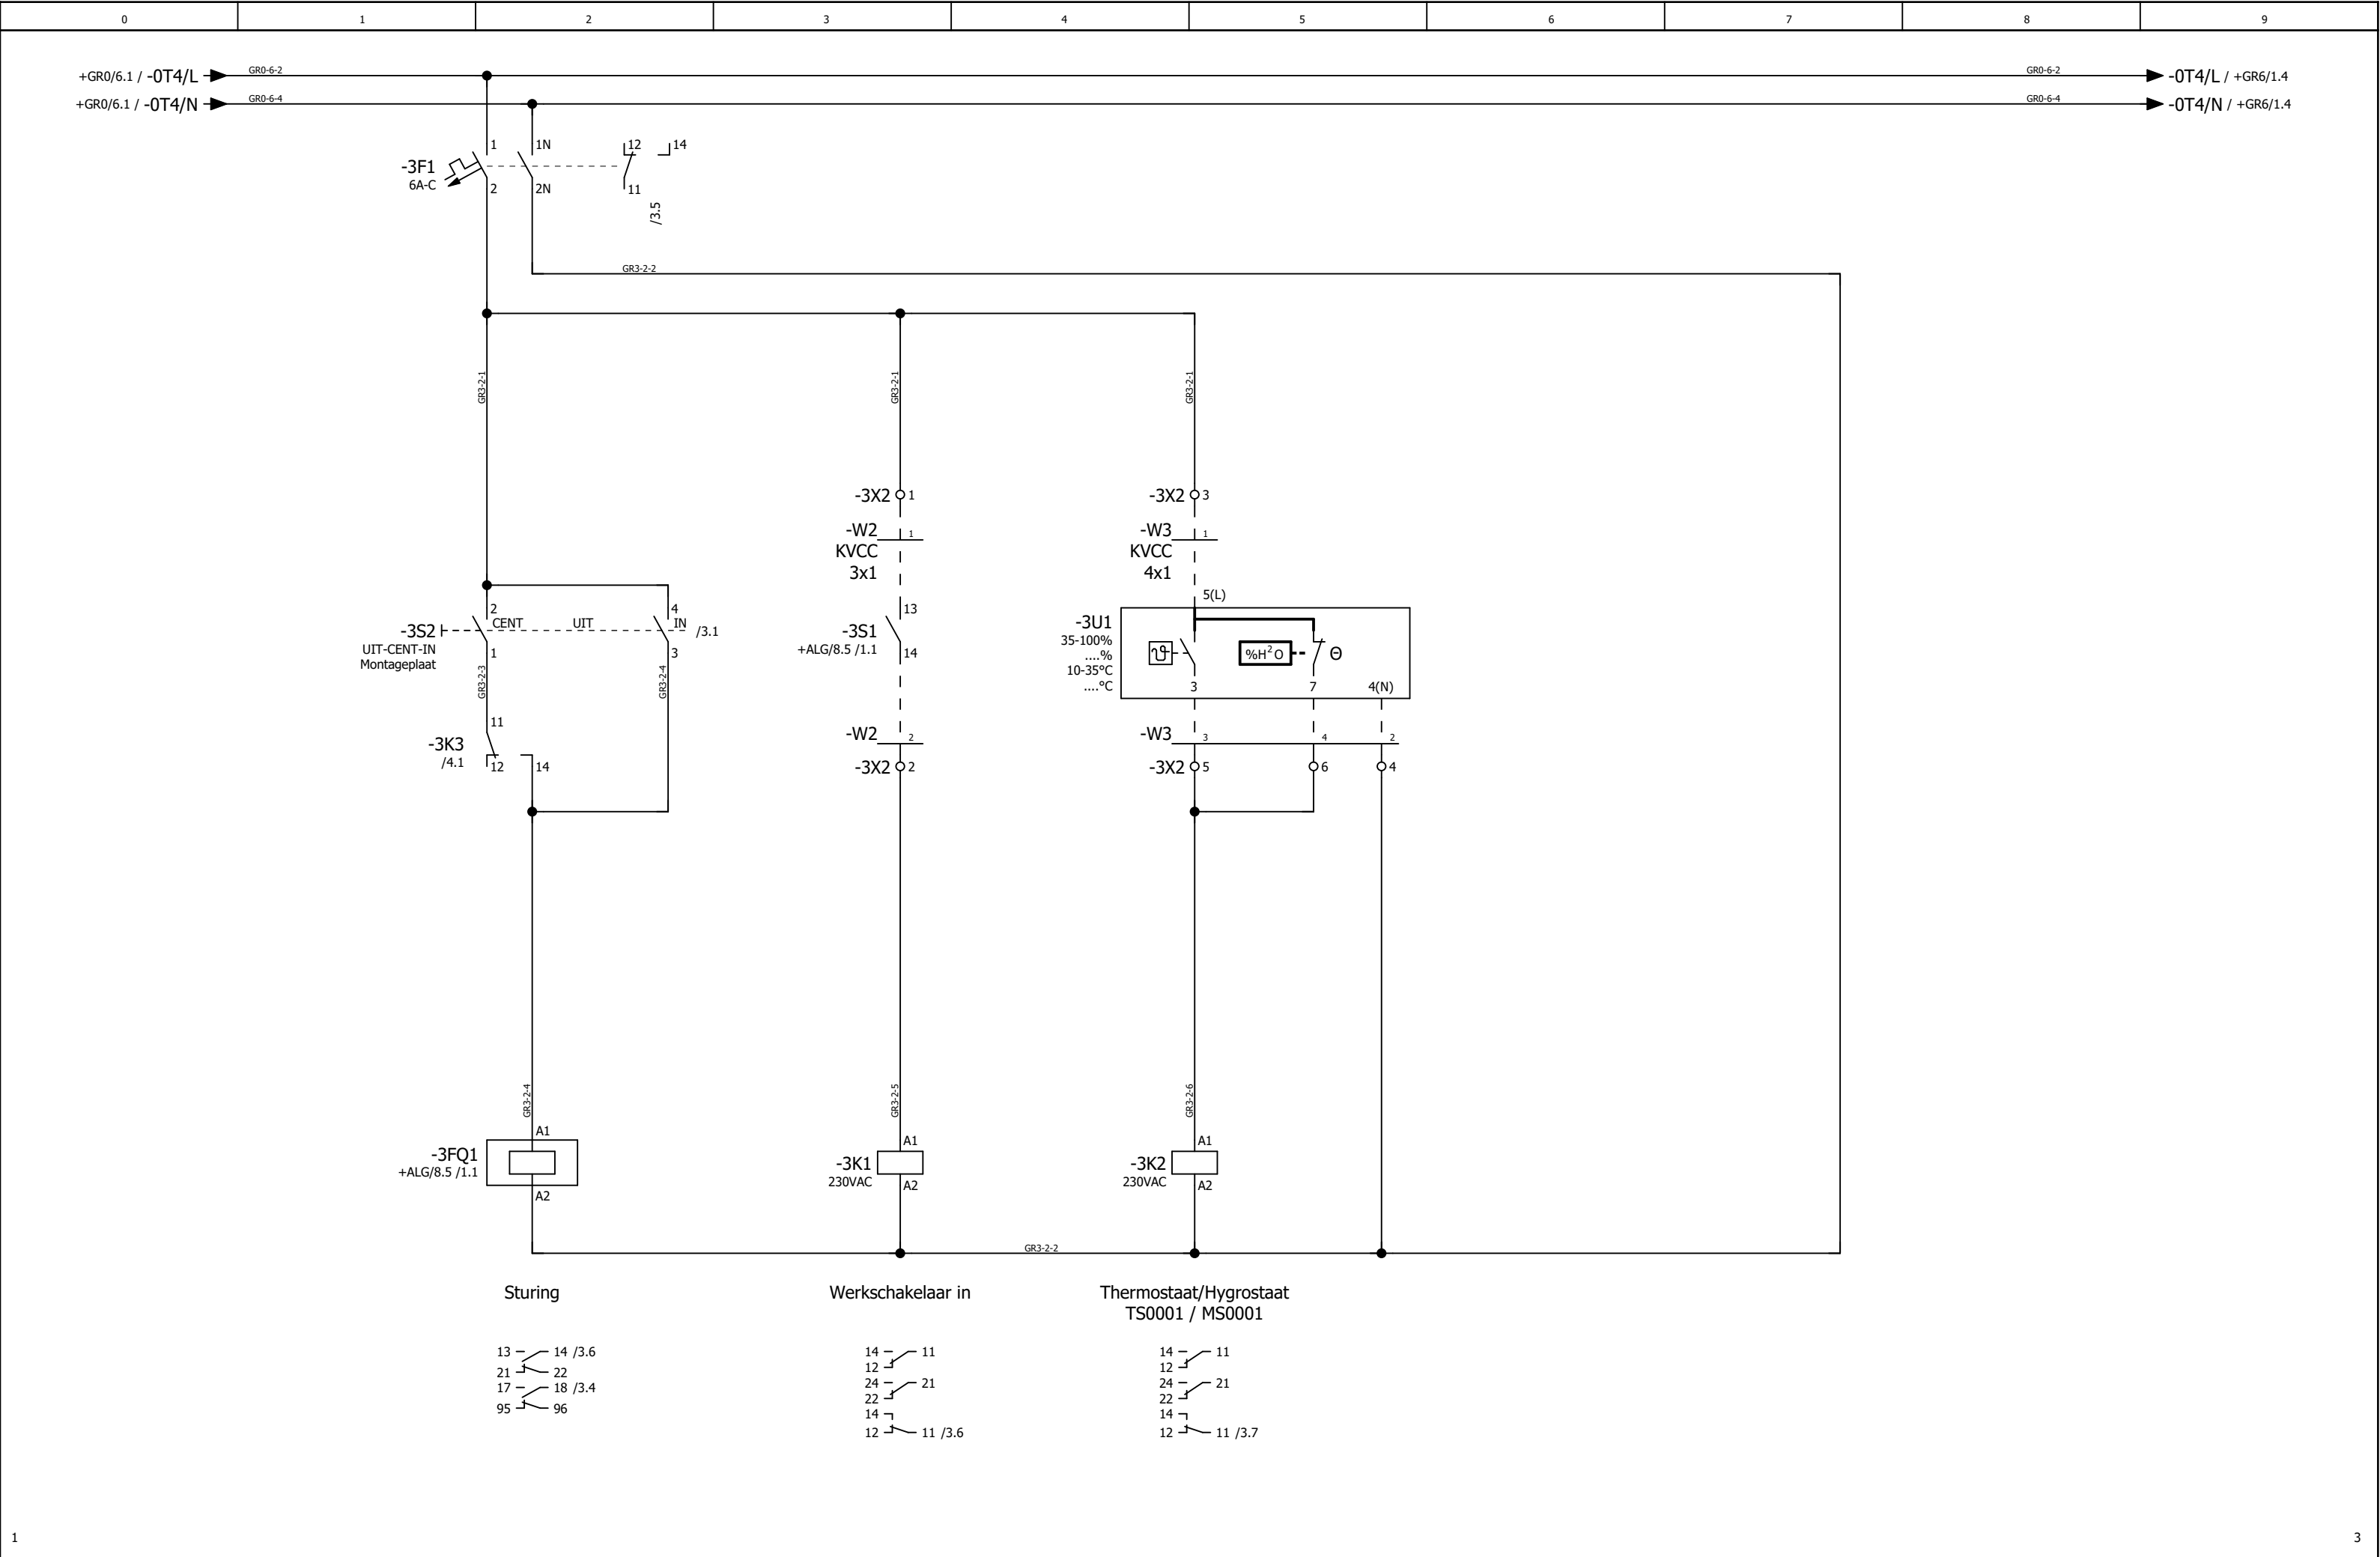 0 1 2 3 4 5 6 7 8 9
+GR0/6.1 / -0T4/L GR0-6-2 GR0-6-2 -0T4/L / +GR6/1.4
+GR0/6.1 / -0T4/N GR0-6-4 GR0-6-4 -0T4/N / +GR6/1.4
1 1N 12 14
-3F1
6A-C
2 2N 11
/3.5
GR3-2-2
GR3-2-1 GR3-2-1 GR3-2-1
-3X2 1 -3X2 3
-W2 1 -W3 1
KVCC KVCC
3x1 4x1
5(L)
2 4 13
-3S2 CENT UIT IN /3.1
UIT-CENT-IN
Montageplaat
1 3
GR3-2-3 GR3-2-4
-3S1
+ALG/8.5 /1.1 14
-3U1
35-100%
....%
10-35°C
....°C
ϑ %H²O Θ
3 7 4(N)
11
-3K3
/4.1
12 14
-W2 2 -W3 3 4 2
-3X2 2 -3X2 5 6 4
GR3-2-4 GR3-2-5 GR3-2-6
A1 A1 A1
-3FQ1
+ALG/8.5 /1.1
-3K1
230VAC
-3K2
230VAC
A2 A2 A2
GR3-2-2
Sturing Werkschakelaar in Thermostaat/Hygrostaat
TS0001 / MS0001
13 14 /3.6
21 22
17 18 /3.4
95 96
14 11
12
24 21
22
14
12 11 /3.6
14 11
12
24 21
22
14
12 11 /3.7
1 3